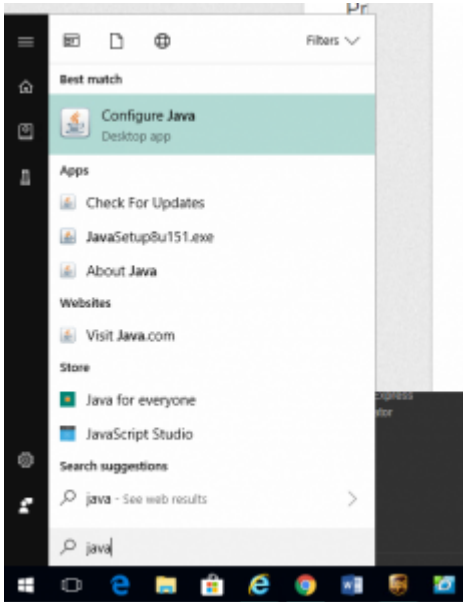 Pr
Filters
Best match
Configure Java
Desktop app
Apps
Check For Updates
JavaSetup8u151.exe
About Java
Websites
Visit Java.com
Store
Java for everyone
JavaScript Studio
Search suggestions
java - See web results
java